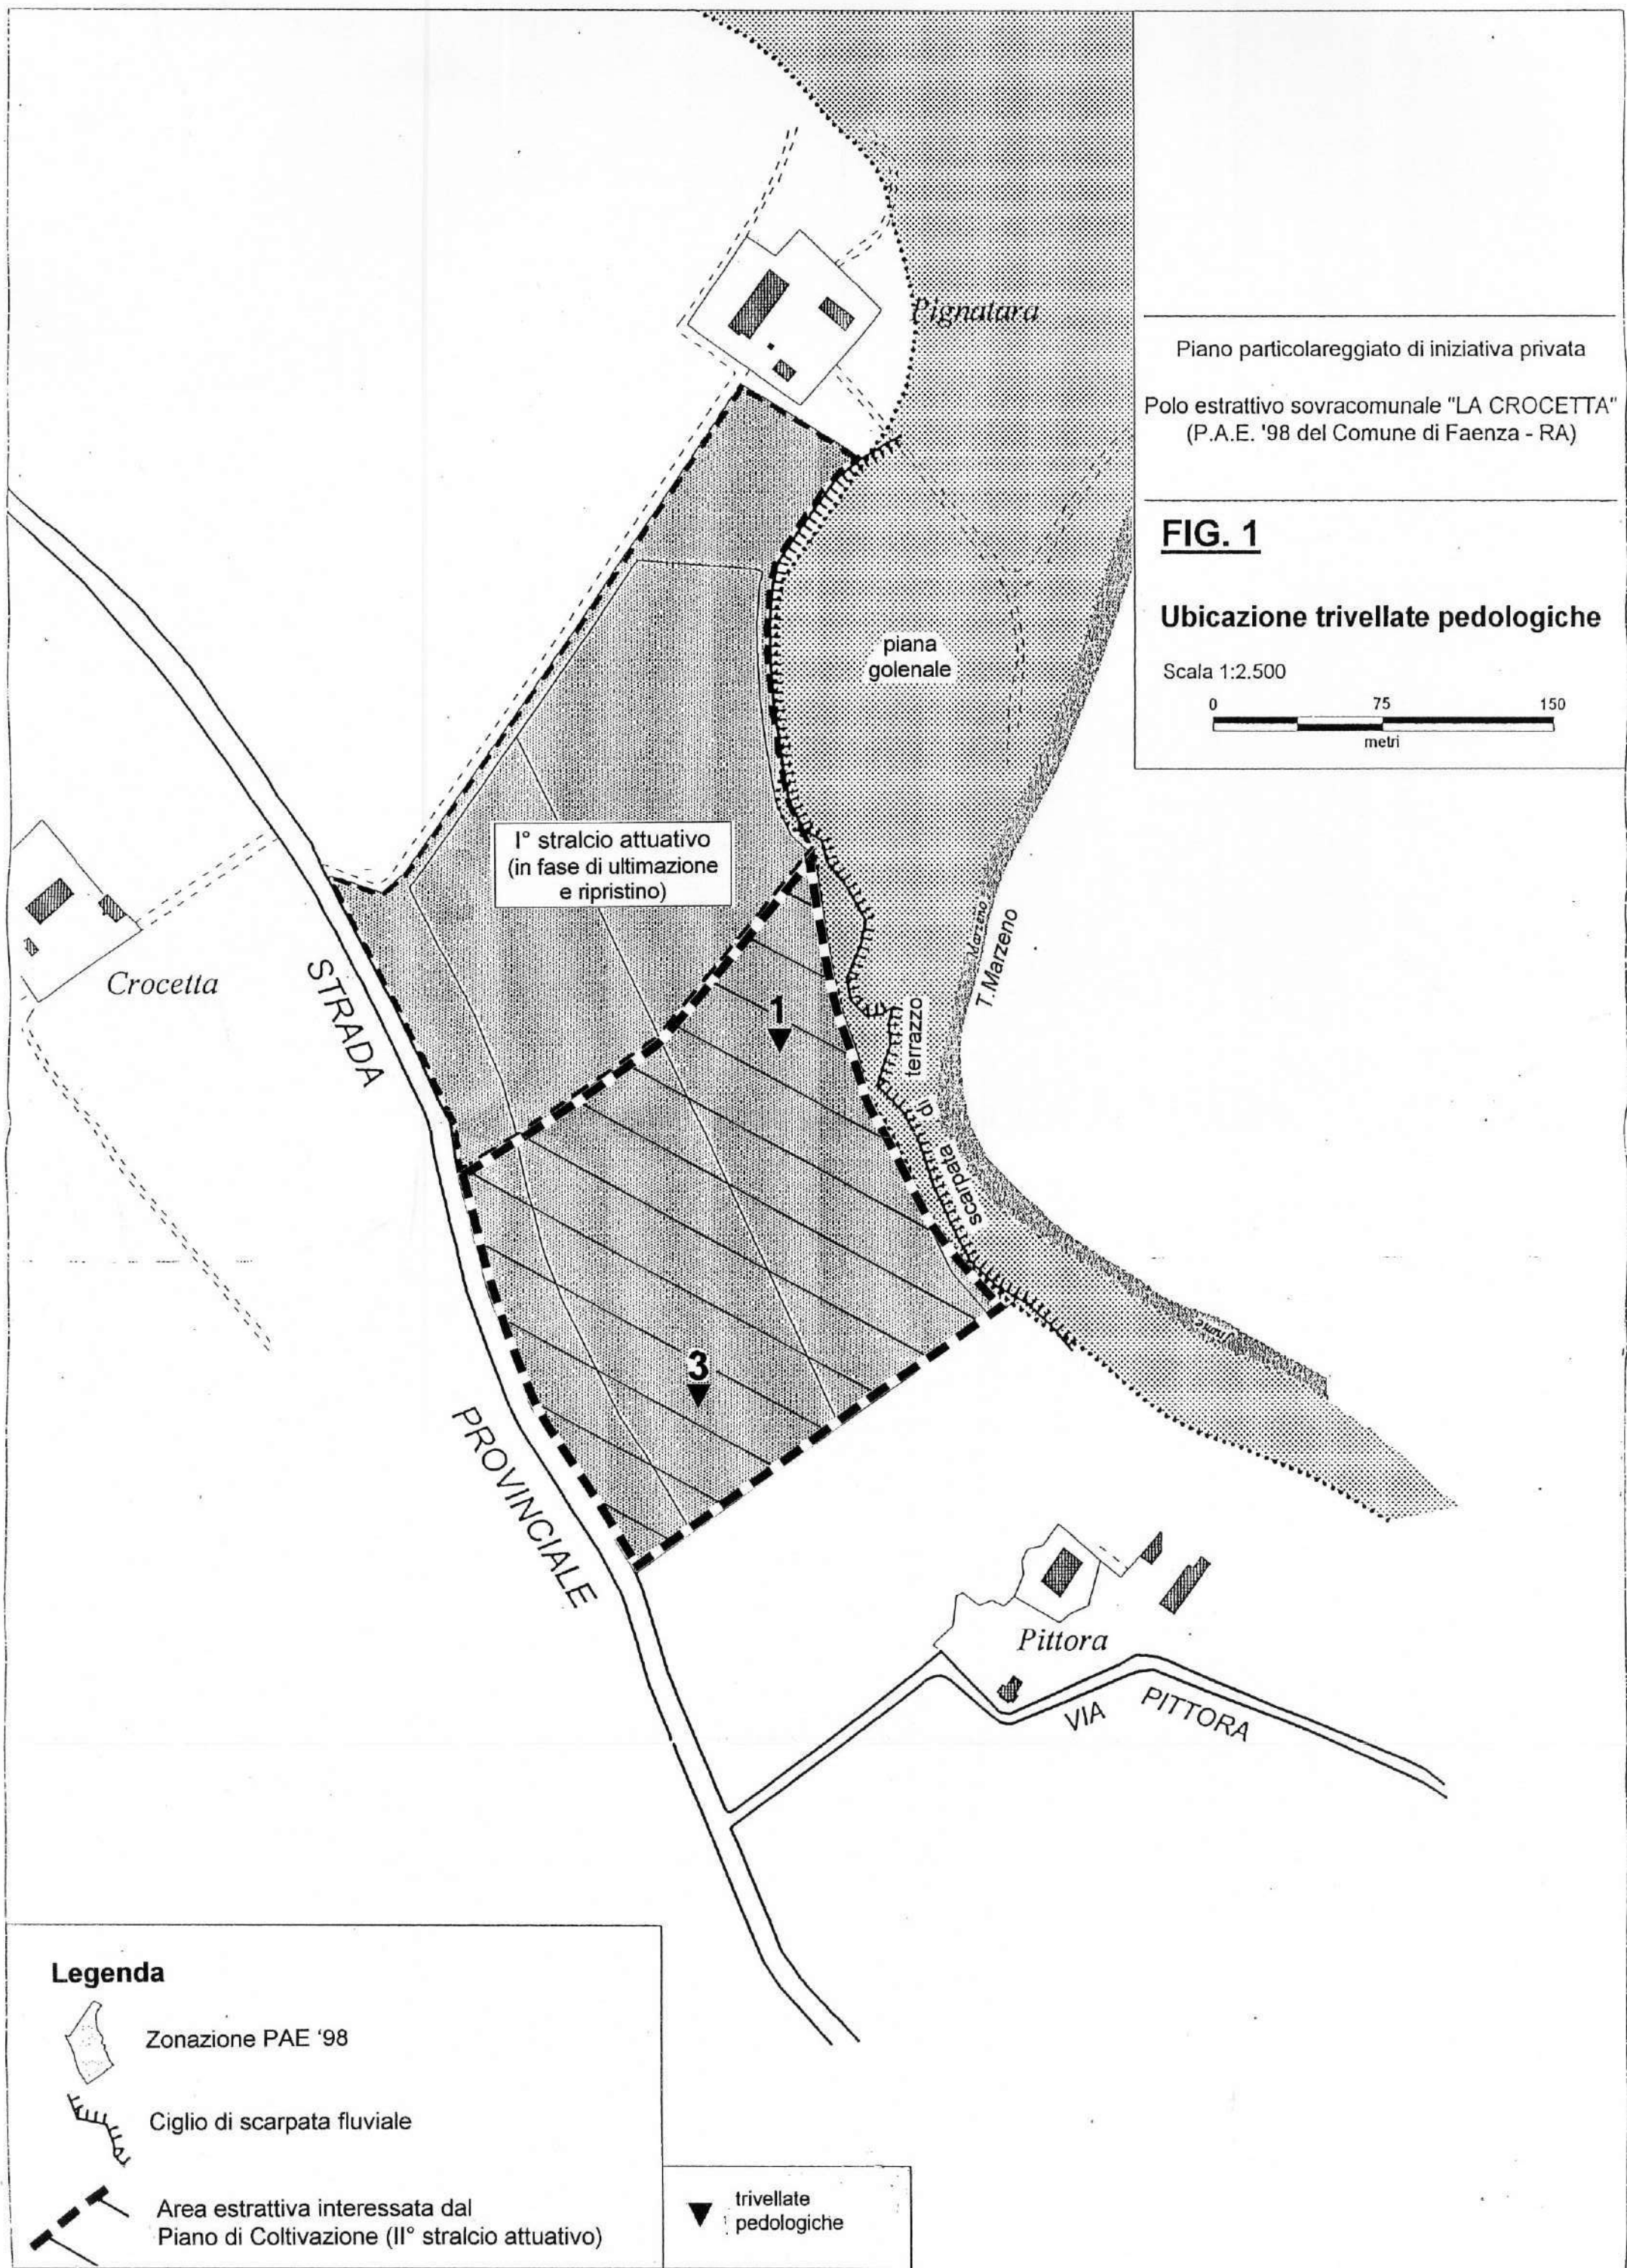 Pignatara
Piano particolareggiato di iniziativa privata
Polo estrattivo sovracomunale "LA CROCETTA"
(P.A.E. '98 del Comune di Faenza - RA)
FIG. 1
Ubicazione trivellate pedologiche
Scala 1:2.500
0 75 150
metri
piana
golenale
I° stralcio attuativo
(in fase di ultimazione
e ripristino)
Crocetta
STRADA
PROVINCIALE
1
3
Marzeno
T.Marzeno
scarpata di terrazzo
fiume
Pittora
VIA PITTORA
Legenda
Zonazione PAE '98
Ciglio di scarpata fluviale
Area estrattiva interessata dal
Piano di Coltivazione (II° stralcio attuativo)
trivellate
pedologiche